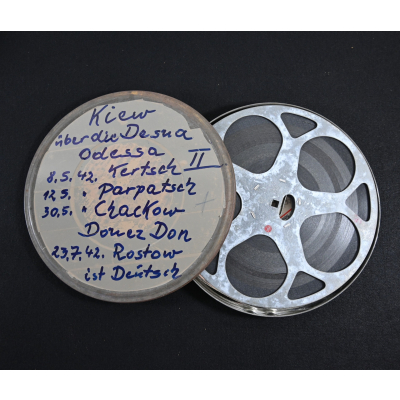 Kiew
über die Desna
Odessa II
8.5.42. Kertsch
12.5. " Parpatsch
30.5. " Chackow
Donez Don
23.7.42. Rostow
ist Deutsch